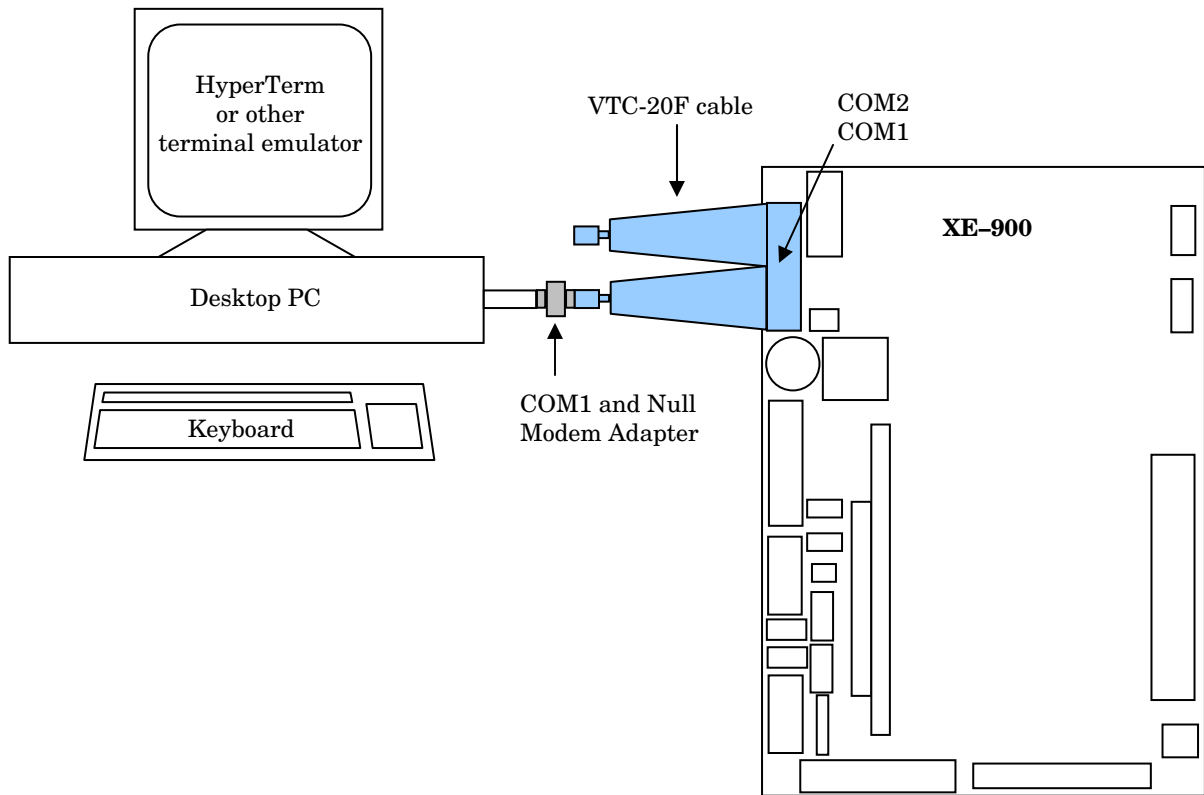 HyperTerm
or other
terminal emulator
VTC-20F cable
COM2
COM1
XE–900
Desktop PC
COM1 and Null
Modem Adapter
Keyboard